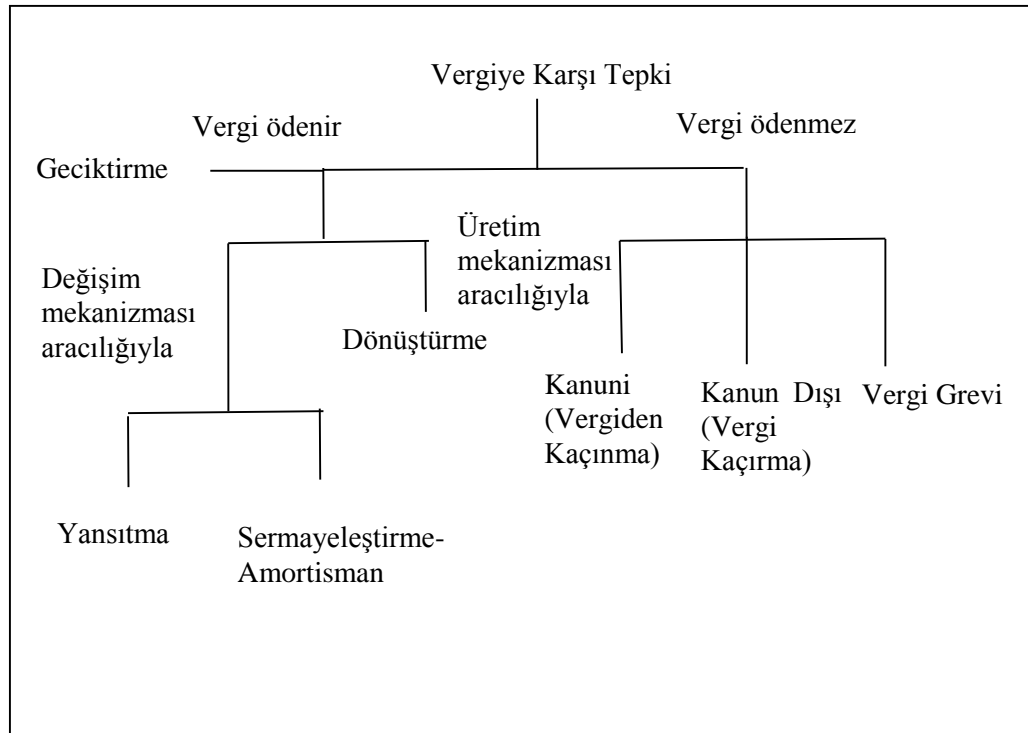 Vergiye Karşı Tepki
Vergi ödenir
Vergi ödenmez
Geciktirme
Değişim
mekanizması
aracılığıyla
Üretim
mekanizması
aracılığıyla
Dönüştürme
Kanuni
(Vergiden
Kaçınma)
Kanun Dışı
(Vergi
Kaçırma)
Vergi Grevi
Yansıtma
Sermayeleştirme-
Amortisman